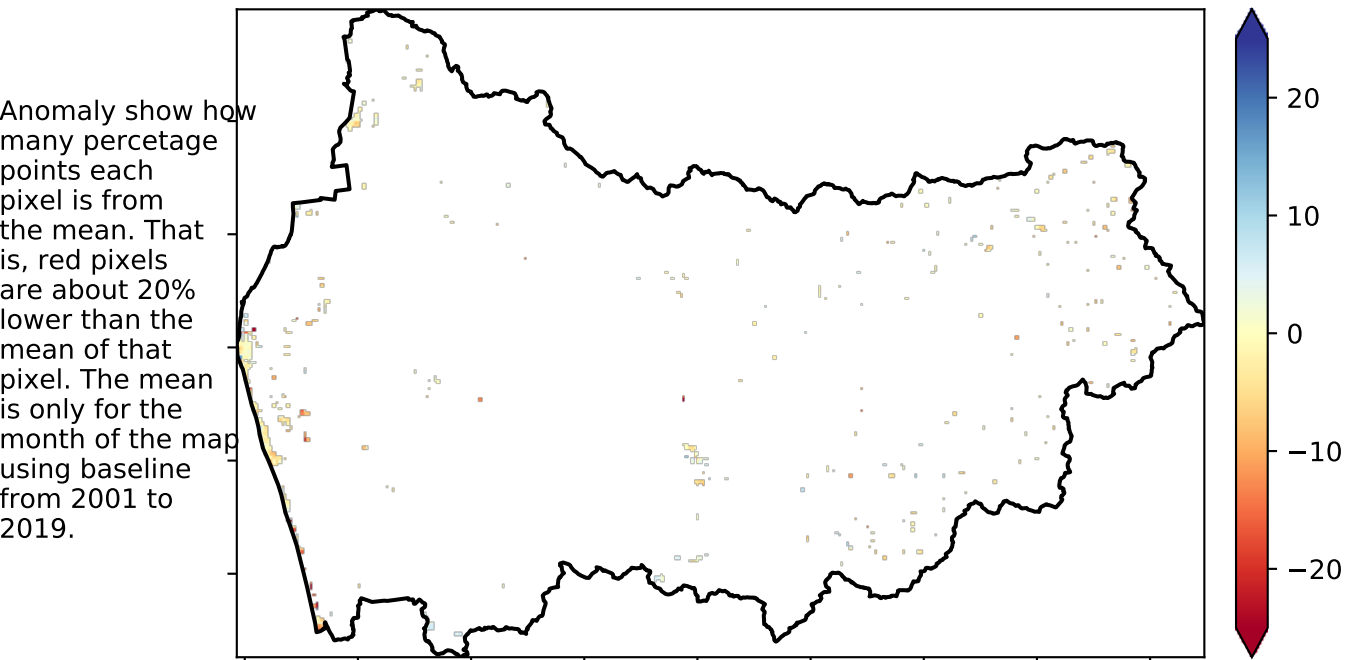 Anomaly show how
many percetage
points each
pixel is from
the mean. That
is, red pixels
are about 20%
lower than the
mean of that
pixel. The mean
is only for the
month of the map
using baseline
from 2001 to
2019.
20
10
0
−10
−20